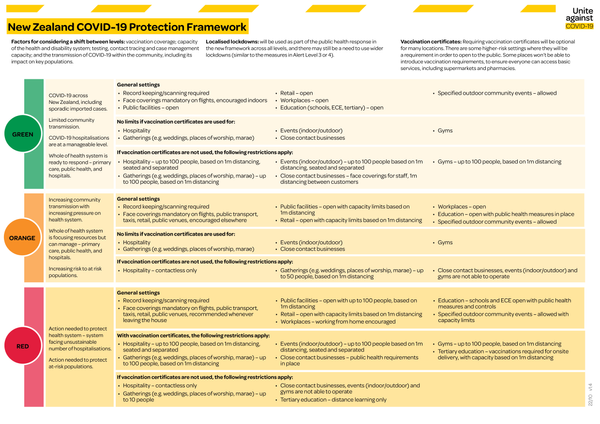 New Zealand COVID-19 Protection Framework
Unite
against
COVID-19
Factors for considering a shift between levels: vaccination coverage; capacity
of the health and disability system; testing, contact tracing and case management
capacity; and the transmission of COVID-19 within the community, including its
impact on key populations.
Localised lockdowns: will be used as part of the public health response in
the new framework across all levels, and there may still be a need to use wider
lockdowns (similar to the measures in Alert Level 3 or 4).
Vaccination certificates: Requiring vaccination certificates will be optional
for many locations. There are some higher-risk settings where they will be
a requirement in order to open to the public. Some places won't be able to
introduce vaccination requirements, to ensure everyone can access basic
services, including supermarkets and pharmacies.
GREEN
COVID-19 across
New Zealand, including
sporadic imported cases.
Limited community
transmission.
COVID-19 hospitalisations
are at a manageable level.
Whole of health system is
ready to respond – primary
care, public health, and
hospitals.
General settings
• Record keeping/scanning required
• Face coverings mandatory on flights, encouraged indoors
• Public facilities – open
• Retail – open
• Workplaces – open
• Education (schools, ECE, tertiary) – open
• Specified outdoor community events – allowed
No limits if vaccination certificates are used for:
• Hospitality
• Gatherings (e.g. weddings, places of worship, marae)
• Events (indoor/outdoor)
• Close contact businesses
• Gyms
If vaccination certificates are not used, the following restrictions apply:
• Hospitality – up to 100 people, based on 1m distancing,
seated and separated
• Gatherings (e.g. weddings, places of worship, marae) – up
to 100 people, based on 1m distancing
• Events (indoor/outdoor) – up to 100 people based on 1m
distancing, seated and separated
• Close contact businesses – face coverings for staff, 1m
distancing between customers
• Gyms – up to 100 people, based on 1m distancing
ORANGE
Increasing community
transmission with
increasing pressure on
health system.
Whole of health system
is focusing resources but
can manage – primary
care, public health, and
hospitals.
Increasing risk to at risk
populations.
General settings
• Record keeping/scanning required
• Face coverings mandatory on flights, public transport,
taxis, retail, public venues, encouraged elsewhere
• Public facilities – open with capacity limits based on
1m distancing
• Retail – open with capacity limits based on 1m distancing
• Workplaces – open
• Education – open with public health measures in place
• Specified outdoor community events – allowed
No limits if vaccination certificates are used for:
• Hospitality
• Gatherings (e.g. weddings, places of worship, marae)
• Events (indoor/outdoor)
• Close contact businesses
• Gyms
If vaccination certificates are not used, the following restrictions apply:
• Hospitality – contactless only
• Gatherings (e.g. weddings, places of worship, marae) – up
to 50 people, based on 1m distancing
• Close contact businesses, events (indoor/outdoor) and
gyms are not able to operate
RED
Action needed to protect
health system – system
facing unsustainable
number of hospitalisations.
Action needed to protect
at-risk populations.
General settings
• Record keeping/scanning required
• Face coverings mandatory on flights, public transport,
taxis, retail, public venues, recommended whenever
leaving the house
• Public facilities – open with up to 100 people, based on
1m distancing
• Retail – open with capacity limits based on 1m distancing
• Workplaces – working from home encouraged
• Education – schools and ECE open with public health
measures and controls
• Specified outdoor community events – allowed with
capacity limits
With vaccination certificates, the following restrictions apply:
• Hospitality – up to 100 people, based on 1m distancing,
seated and separated
• Gatherings (e.g. weddings, places of worship, marae) – up
to 100 people, based on 1m distancing
• Events (indoor/outdoor) – up to 100 people based on 1m
distancing, seated and separated
• Close contact businesses – public health requirements
in place
• Gyms – up to 100 people, based on 1m distancing
• Tertiary education – vaccinations required for onsite
delivery, with capacity based on 1m distancing
If vaccination certificates are not used, the following restrictions apply:
• Hospitality – contactless only
• Gatherings (e.g. weddings, places of worship, marae) – up
to 10 people
• Close contact businesses, events (indoor/outdoor) and
gyms are not able to operate
• Tertiary education – distance learning only